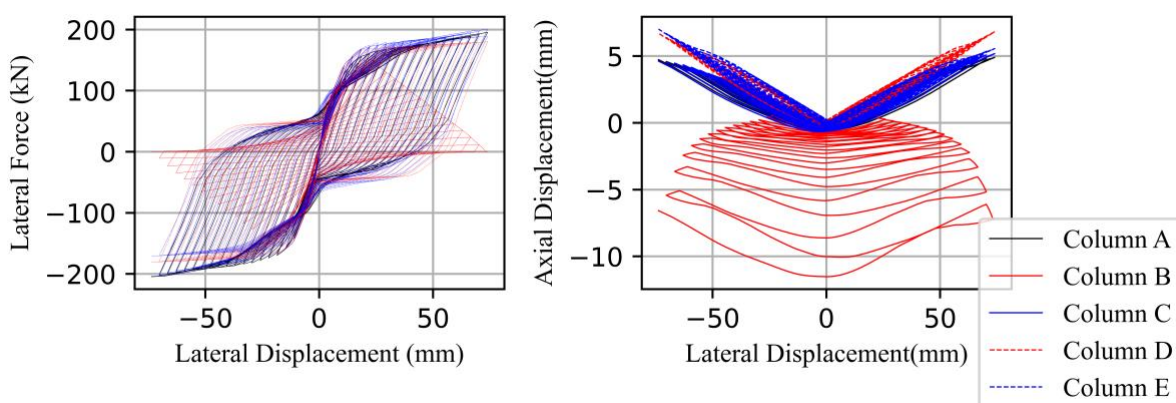 Lateral Force (kN)
200
100
0
−100
−200
−50
0
50
Lateral Displacement (mm)
Axial Displacement(mm)
5
0
−5
−10
−50
0
50
Lateral Displacement(mm)
Column A
Column B
Column C
Column D
Column E